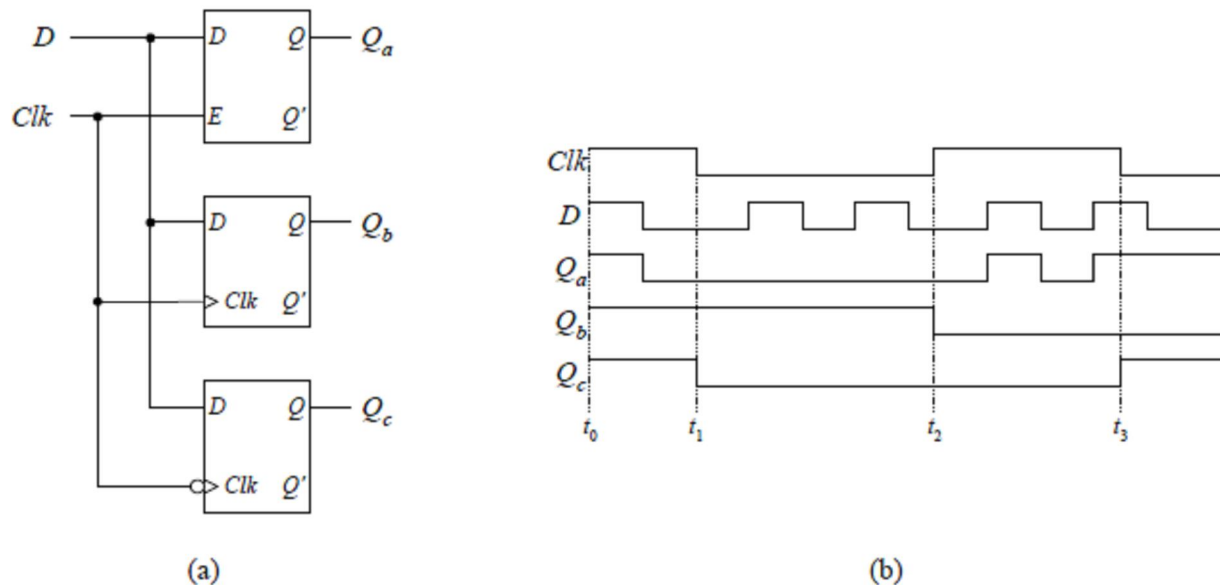 D D Q Qa
Clk E Q'
D Q Qb
Clk Q'
D Q Qc
Clk Q'
(a)
Clk
D
Qa
Qb
Qc
t0 t1 t2 t3
(b)